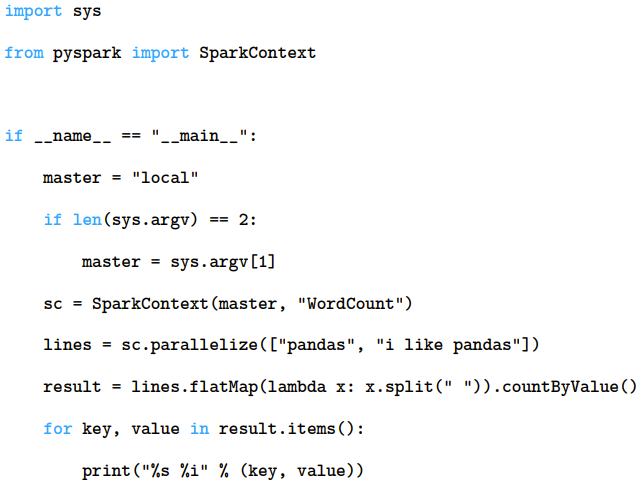 import sys
from pyspark import SparkContext
if __name__ == "__main__":
    master = "local"
    if len(sys.argv) == 2:
        master = sys.argv[1]
    sc = SparkContext(master, "WordCount")
    lines = sc.parallelize(["pandas", "i like pandas"])
    result = lines.flatMap(lambda x: x.split(" ")).countByValue()
    for key, value in result.items():
        print("%s %i" % (key, value))